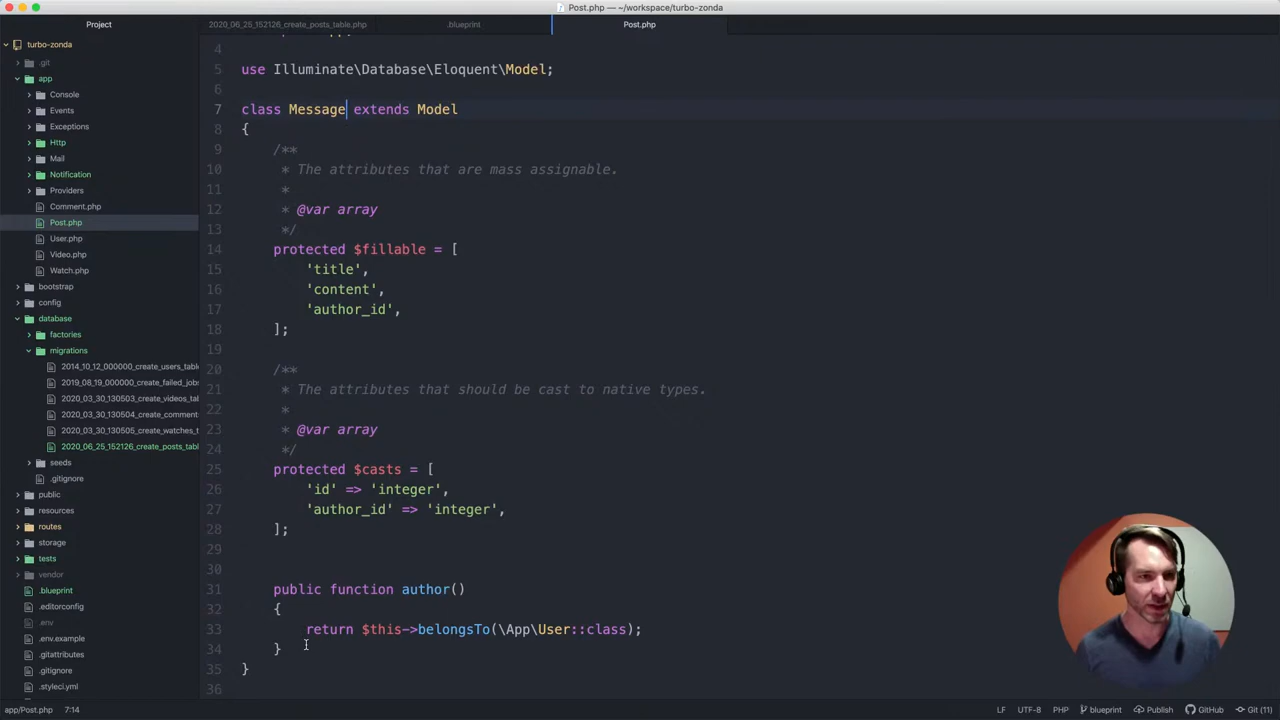 Post.php — ~/workspace/turbo-zonda
Project
2020_06_25_152126_create_posts_table.php
.blueprint
Post.php
turbo-zonda
.git
app
Console
Events
Exceptions
Http
Mail
Notification
Providers
Comment.php
Post.php
User.php
Video.php
Watch.php
bootstrap
config
database
factories
migrations
2014_10_12_000000_create_users_tabl
2019_08_19_000000_create_failed_jobs
2020_03_30_130503_create_videos_tal
2020_03_30_130504_create_comment
2020_03_30_130505_create_watches_t
2020_06_25_152126_create_posts_tabl
seeds
.gitignore
public
resources
routes
storage
tests
vendor
.blueprint
.editorconfig
.env
.env.example
.gitattributes
.gitignore
.styleci.yml
4
5 use Illuminate\Database\Eloquent\Model;
6
7 class Message extends Model
8 {
9 /**
10 * The attributes that are mass assignable.
11 *
12 * @var array
13 */
14 protected $fillable = [
15 'title',
16 'content',
17 'author_id',
18 ];
19
20 /**
21 * The attributes that should be cast to native types.
22 *
23 * @var array
24 */
25 protected $casts = [
26 'id' => 'integer',
27 'author_id' => 'integer',
28 ];
29
30
31 public function author()
32 {
33 return $this->belongsTo(\App\User::class);
34 }
35 }
36
app/Post.php 7:14
LF UTF-8 PHP blueprint Publish GitHub Git (11)